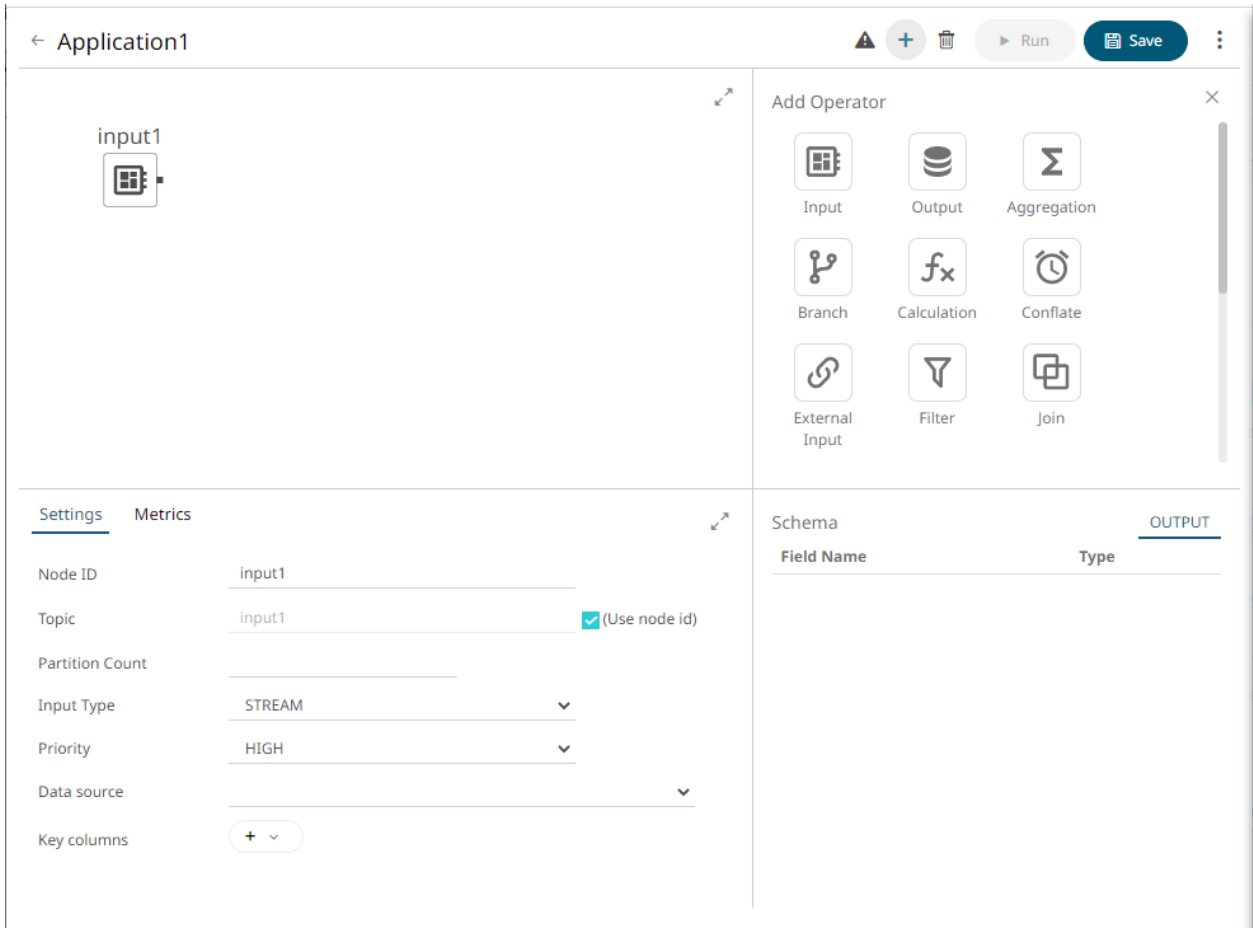 Application1
Run
Save
input1
Add Operator
Input
Output
Aggregation
Branch
Calculation
Conflate
External
Input
Filter
Join
Settings
Metrics
Node ID
input1
Topic
input1
(Use node id)
Partition Count
Input Type
STREAM
Priority
HIGH
Data source
Key columns
Schema
OUTPUT
Field Name
Type